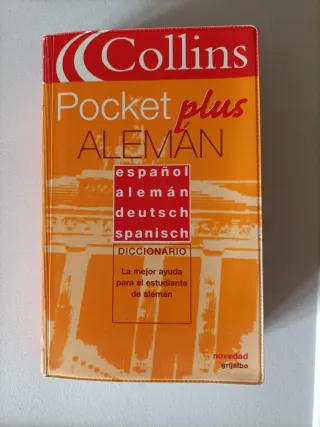 Collins
Pocket plus
ALEMÁN
español
alemán
deutsch
spanisch
DICCIONARIO
La mejor ayuda
para el estudiante
de alemán
novedad
grijalbo